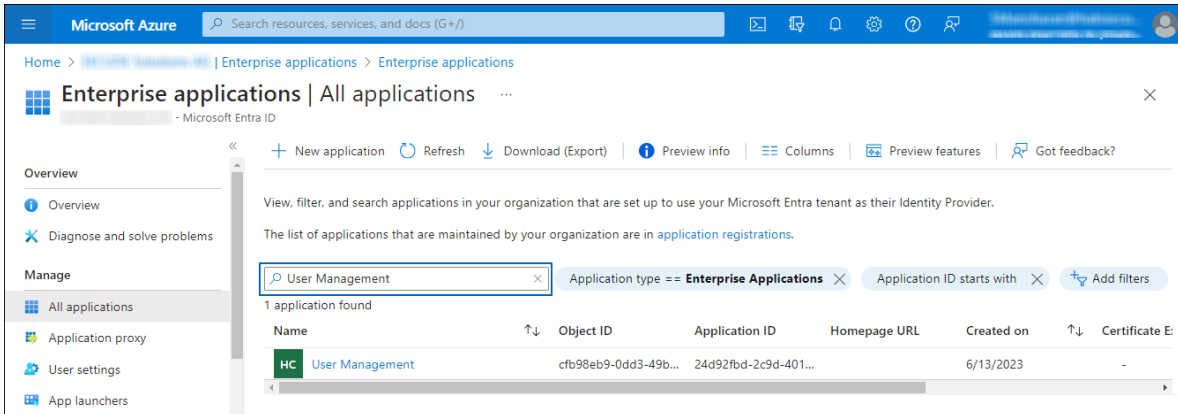 Microsoft Azure
Search resources, services, and docs (G+/)
Home > | Enterprise applications > Enterprise applications
Enterprise applications | All applications ...
- Microsoft Entra ID
New application Refresh Download (Export) Preview info Columns Preview features Got feedback?
Overview
Overview
Diagnose and solve problems
Manage
All applications
Application proxy
User settings
App launchers
View, filter, and search applications in your organization that are set up to use your Microsoft Entra tenant as their Identity Provider.
The list of applications that are maintained by your organization are in application registrations.
User Management
Application type == Enterprise Applications
Application ID starts with
Add filters
1 application found
Name Object ID Application ID Homepage URL Created on Certificate E
HC User Management cfb98eb9-0dd3-49b... 24d92fbd-2c9d-401... 6/13/2023 -